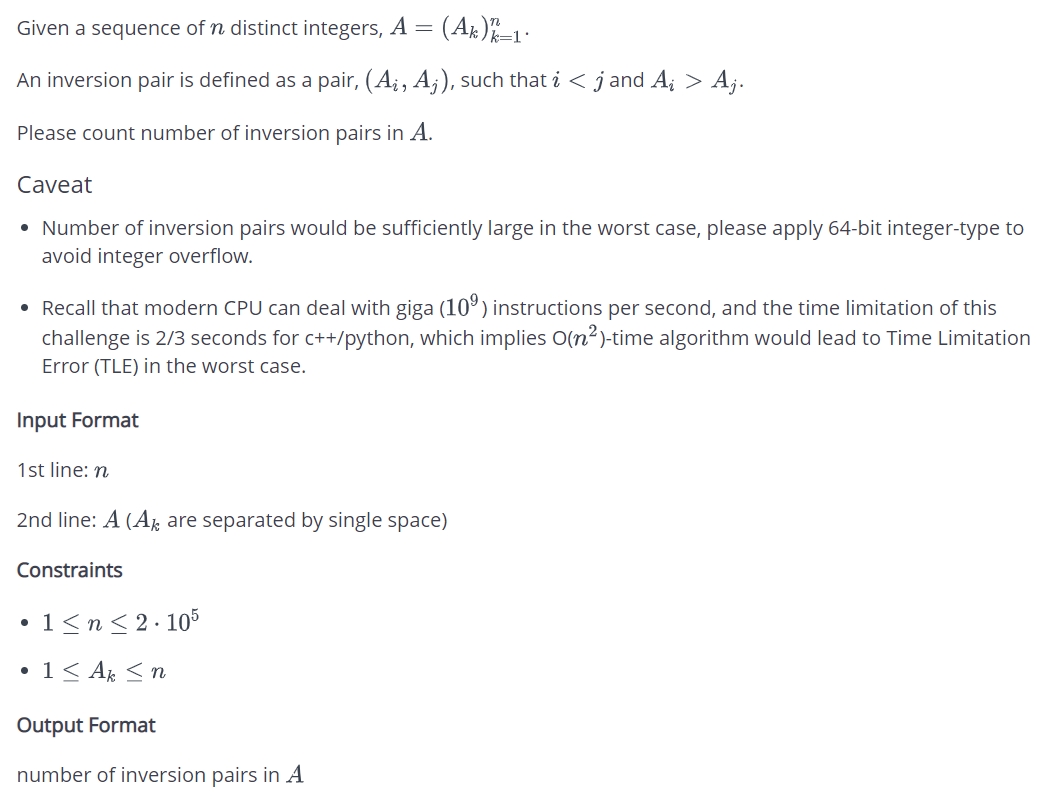 Given a sequence of n distinct integers, A = (A_k)_{k=1}^{n}.
An inversion pair is defined as a pair, (A_i, A_j), such that i < j and A_i > A_j.
Please count number of inversion pairs in A.
Caveat
• Number of inversion pairs would be sufficiently large in the worst case, please apply 64-bit integer-type to
avoid integer overflow.
• Recall that modern CPU can deal with giga (10^9) instructions per second, and the time limitation of this
challenge is 2/3 seconds for c++/python, which implies O(n^2)-time algorithm would lead to Time Limitation
Error (TLE) in the worst case.
Input Format
1st line: n
2nd line: A (A_k are separated by single space)
Constraints
• 1 ≤ n ≤ 2 · 10^5
• 1 ≤ A_k ≤ n
Output Format
number of inversion pairs in A